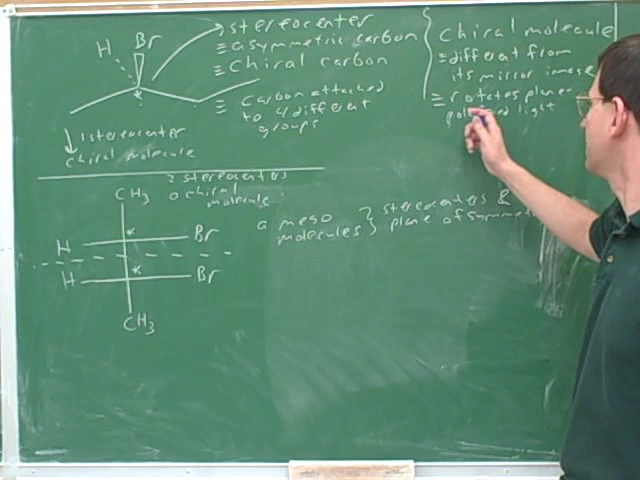 H Br
*
stereocenter
≡ asymmetric carbon
≡ Chiral carbon
≡ Carbon attached
to 4 different
groups
↓ 1 stereocenter
chiral molecule
Chiral molecule
≡ different from
its mirror image
≡ rotates plane
light
2 stereocenters
0 chiral
molecule
CH3
H * Br
H * Br
CH3
a meso
molecules } stereocenters &
plane of symmet